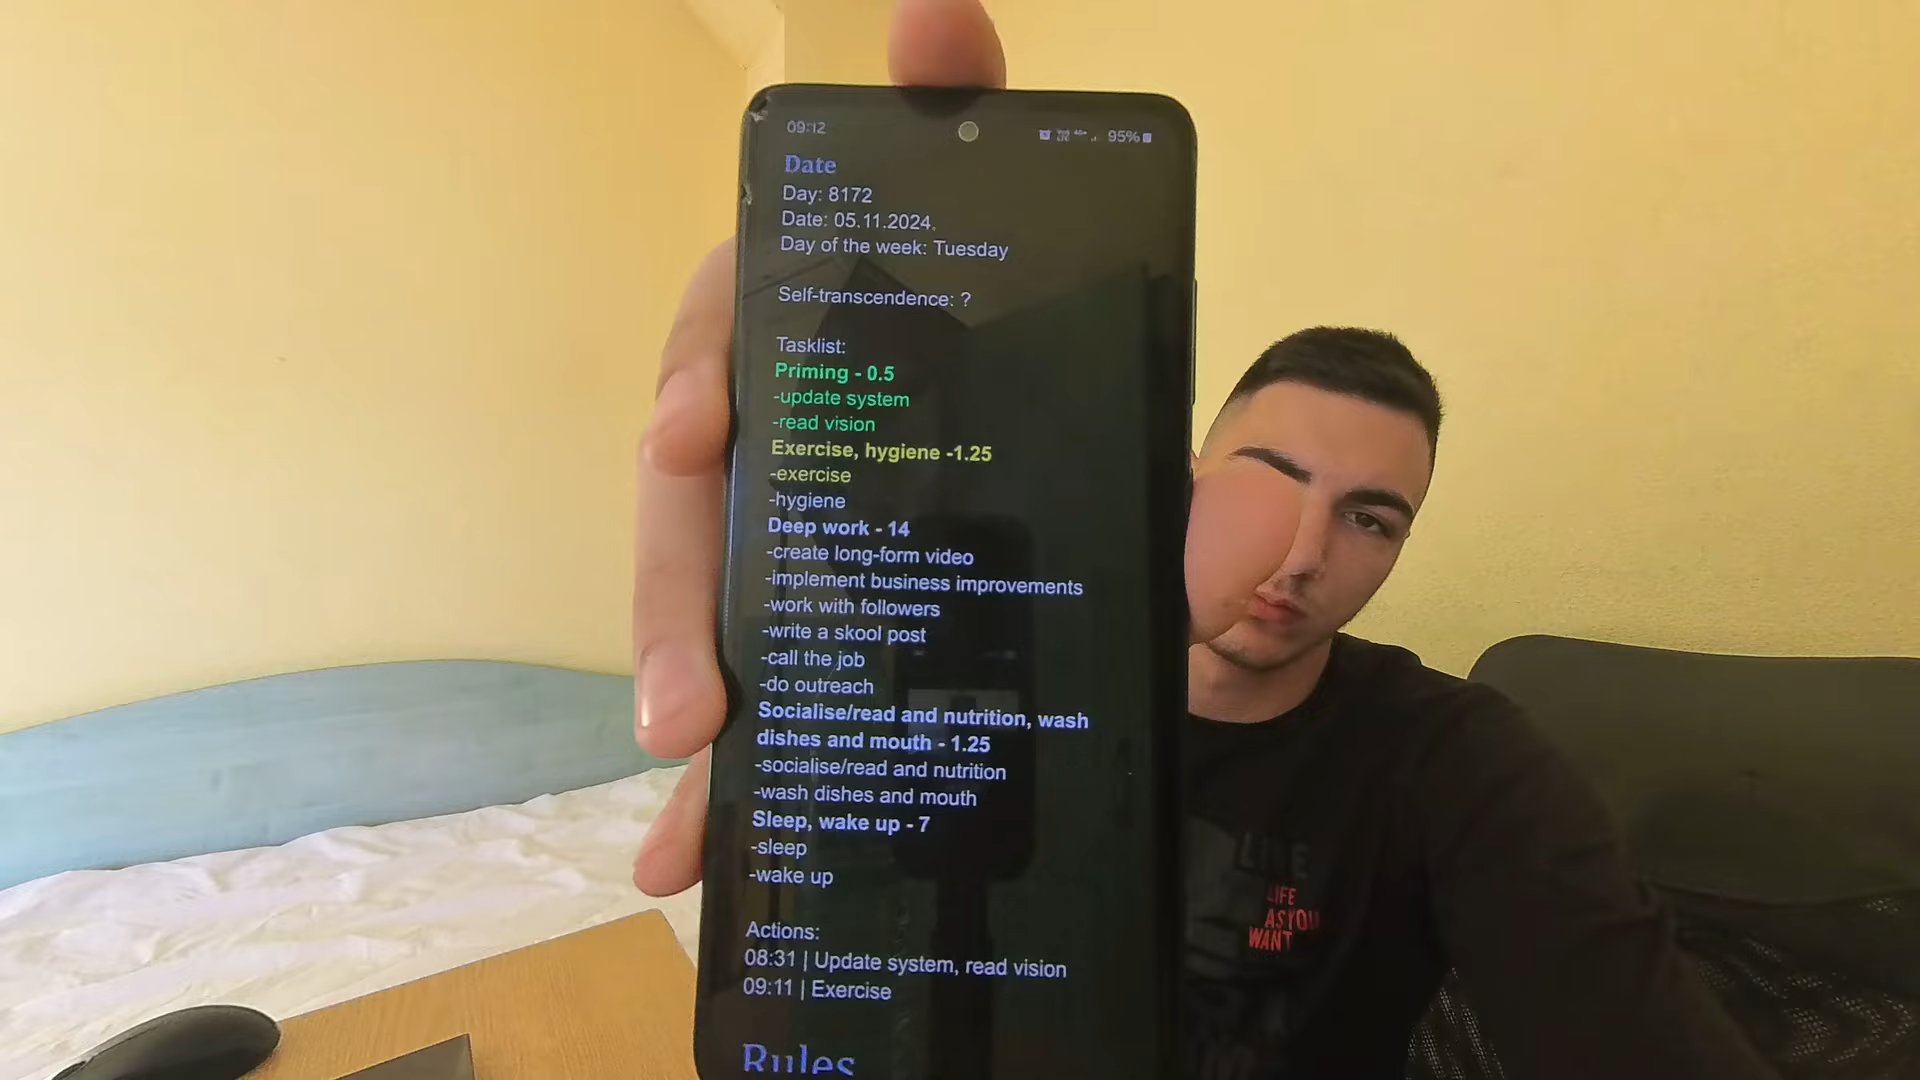 09:12
95%
Date
Day: 8172
Date: 05.11.2024.
Day of the week: Tuesday
Self-transcendence: ?
Tasklist:
Priming - 0.5
-update system
-read vision
Exercise, hygiene -1.25
-exercise
-hygiene
Deep work - 14
-create long-form video
-implement business improvements
-work with followers
-write a skool post
-call the job
-do outreach
Socialise/read and nutrition, wash
dishes and mouth - 1.25
-socialise/read and nutrition
-wash dishes and mouth
Sleep, wake up - 7
-sleep
-wake up
Actions:
08:31 | Update system, read vision
09:11 | Exercise
Rules
LIFE
AS YOU
WANT